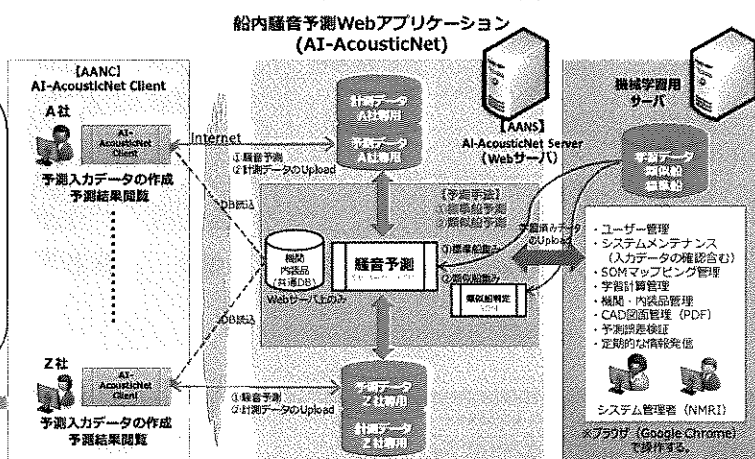 船内騒音予測Webアプリケーション
(AI-AcousticNet)
【AANC】
AI-AcousticNet Client
A社
AI-
AcousticNet
Client
予測入力データの作成
予測結果閲覧
Z社
AI-
AcousticNet
Client
予測入力データの作成
予測結果閲覧
Internet
①騒音予測
②計測データのUpload
DB読込
DB読込
①騒音予測
②計測データのUpload
計測データ
A社専用
予測データ
A社専用
【AANS】
AI-AcousticNet Server
(Webサーバ)
【予測手法】
①標準船予測
②類似船予測
機関
内装品
(共通DB)
Webサーバ上のみ
騒音予測
①標準船重み
②類似船重み
類似船判定
SOM
学習済みデータ
のUpload
予測データ
Z社専用
計測データ
Z社専用
機械学習用
サーバ
学習データ
類似船
標準船
・ユーザー管理
・システムメンテナンス
(入力データの確認含む)
・SOMマッピング管理
・学習計算管理
・機関・内装品管理
・CAD図面管理(PDF)
・予測誤差検証
・定期的な情報発信
システム管理者(NMRI)
※ブラウザ(Google Chrome)
で操作する。